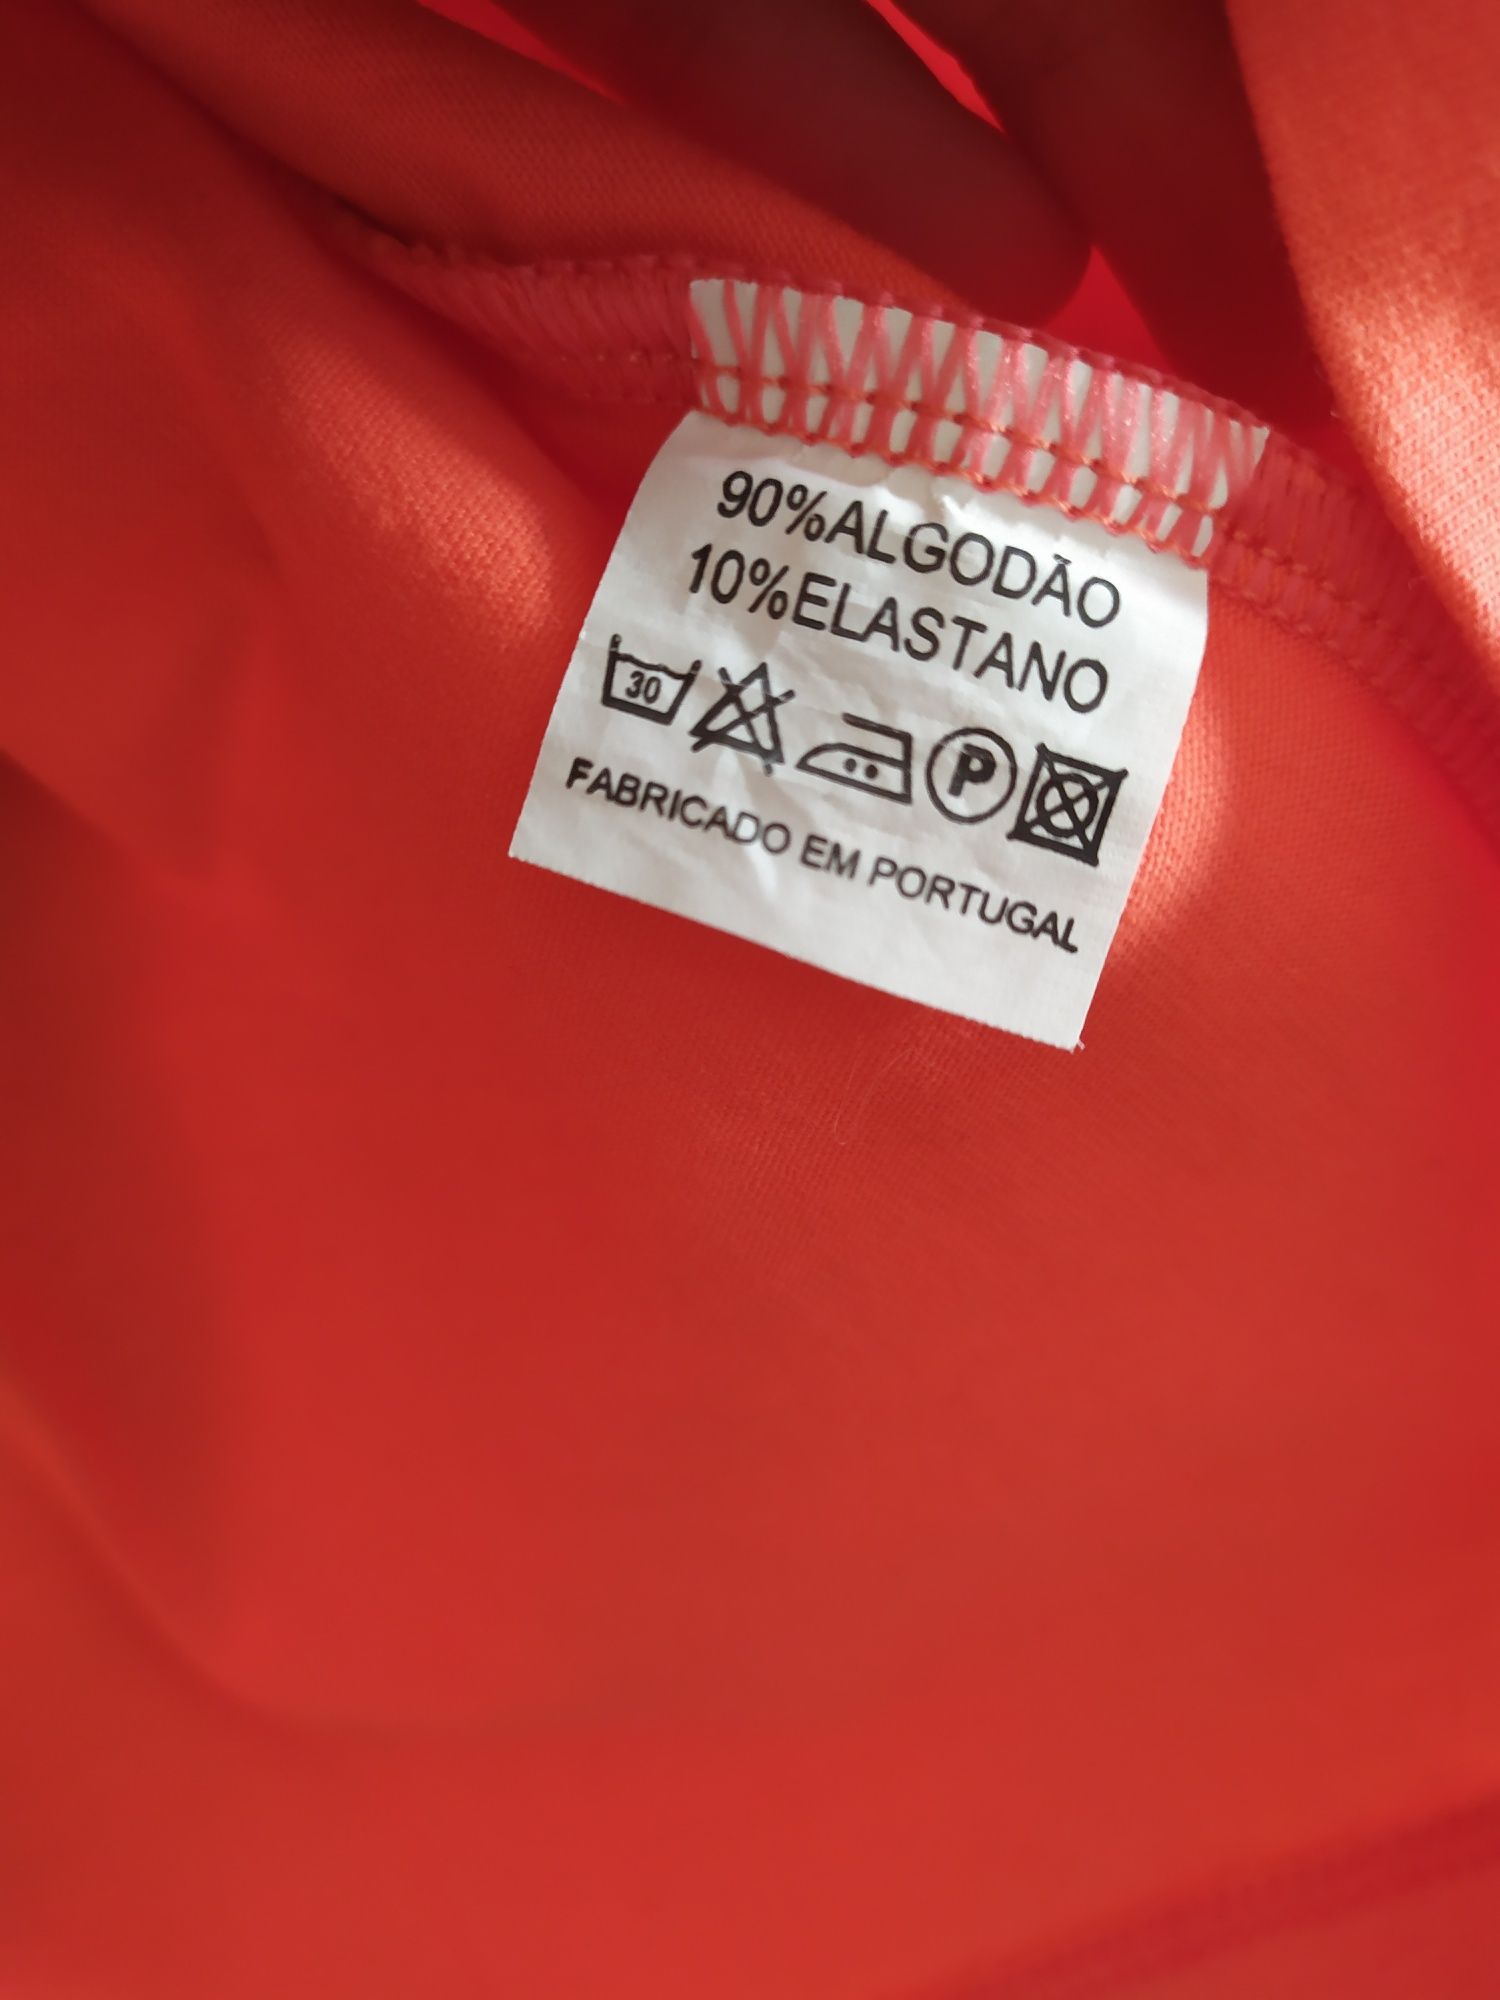 90%ALGODÃO
10%ELASTANO
30 P
FABRICADO EM PORTUGAL